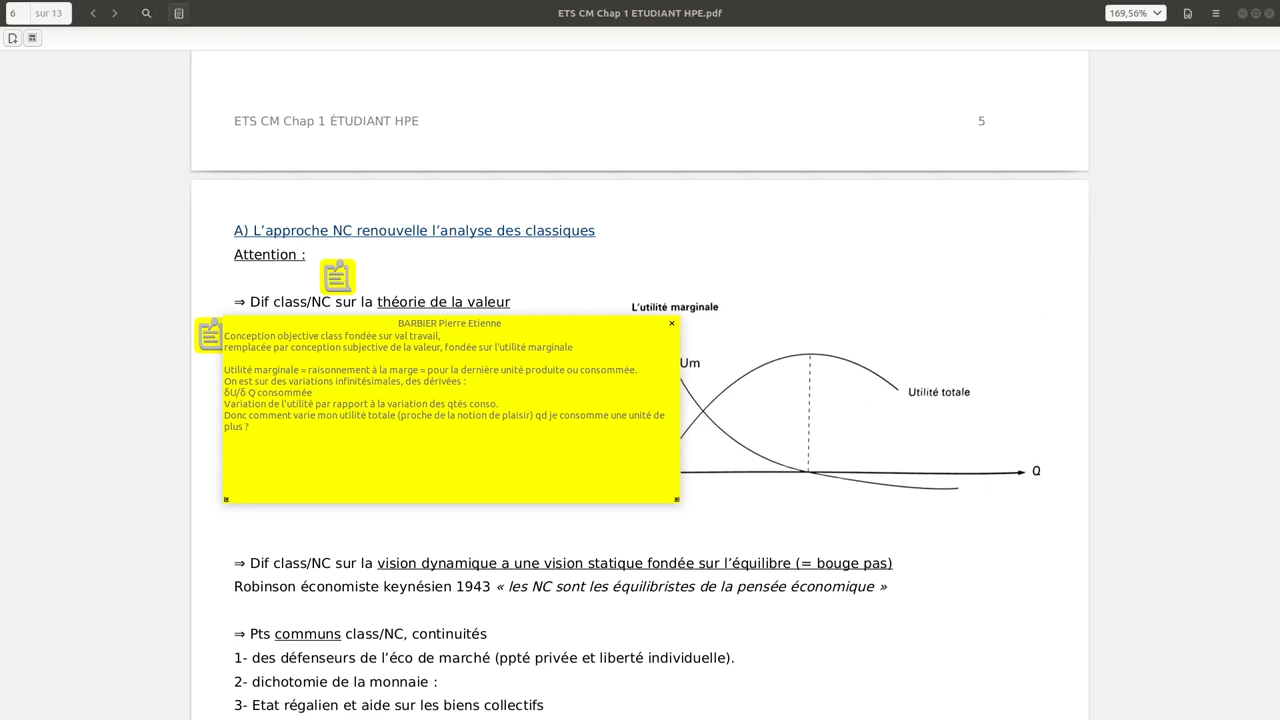 6 sur 13
ETS CM Chap 1 ETUDIANT HPE.pdf
169,56%
ETS CM Chap 1 ÉTUDIANT HPE
5
A) L’approche NC renouvelle l’analyse des classiques
Attention :
⇒ Dif class/NC sur la théorie de la valeur
L'utilité marginale
BARBIER Pierre Etienne
Conception objective class fondée sur val travail,
remplacée par conception subjective de la valeur, fondée sur l'utilité marginale
Utilité marginale = raisonnement à la marge = pour la dernière unité produite ou consommée.
On est sur des variations infinitésimales, des dérivées :
δU/δ Q consommée
Variation de l'utilité par rapport à la variation des qtés conso.
Donc comment varie mon utilité totale (proche de la notion de plaisir) qd je consomme une unité de
plus ?
Um
Utilité totale
Q
⇒ Dif class/NC sur la vision dynamique a une vision statique fondée sur l’équilibre (= bouge pas)
Robinson économiste keynésien 1943 « les NC sont les équilibristes de la pensée économique »
⇒ Pts communs class/NC, continuités
1- des défenseurs de l’éco de marché (ppté privée et liberté individuelle).
2- dichotomie de la monnaie :
3- Etat régalien et aide sur les biens collectifs